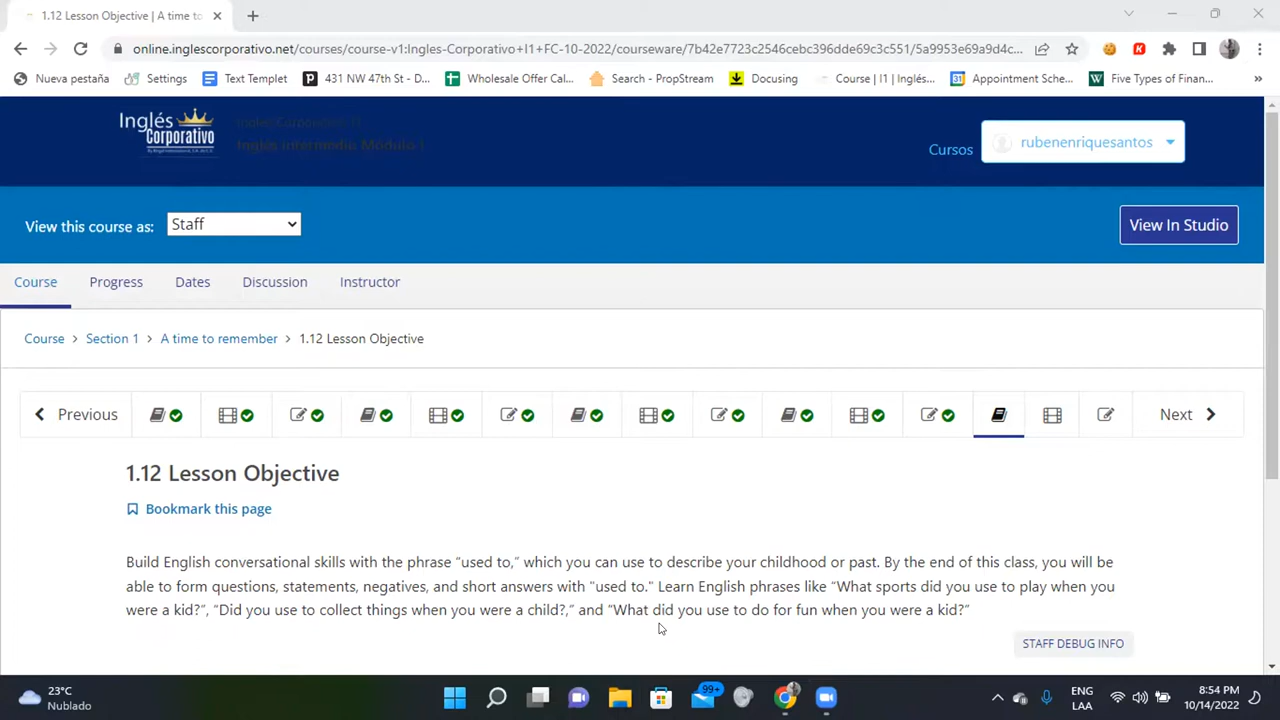 1.12 Lesson Objective | A time to
online.inglescorporativo.net/courses/course-v1:Ingles-Corporativo+I1+FC-10-2022/courseware/7b42e7723c2546cebc396dde69c3c551/5a9953e69a9d4c...
Nueva pestaña Settings Text Templet 431 NW 47th St - D... Wholesale Offer Cal... Search - PropStream Docusing Course | I1 | Inglés... Appointment Sche... Five Types of Finan... »
Inglés Corporativo I1
Inglés Corporativo
Inglés intermedio Módulo I
Cursos rubenenriquesantos
View this course as: Staff View In Studio
Course Progress Dates Discussion Instructor
Course > Section 1 > A time to remember > 1.12 Lesson Objective
Previous Next
1.12 Lesson Objective
Bookmark this page
Build English conversational skills with the phrase “used to,” which you can use to describe your childhood or past. By the end of this class, you will be
able to form questions, statements, negatives, and short answers with "used to." Learn English phrases like “What sports did you use to play when you
were a kid?”, “Did you use to collect things when you were a child?,” and “What did you use to do for fun when you were a kid?”
STAFF DEBUG INFO
23°C
Nublado
99+
ENG
LAA
8:54 PM
10/14/2022